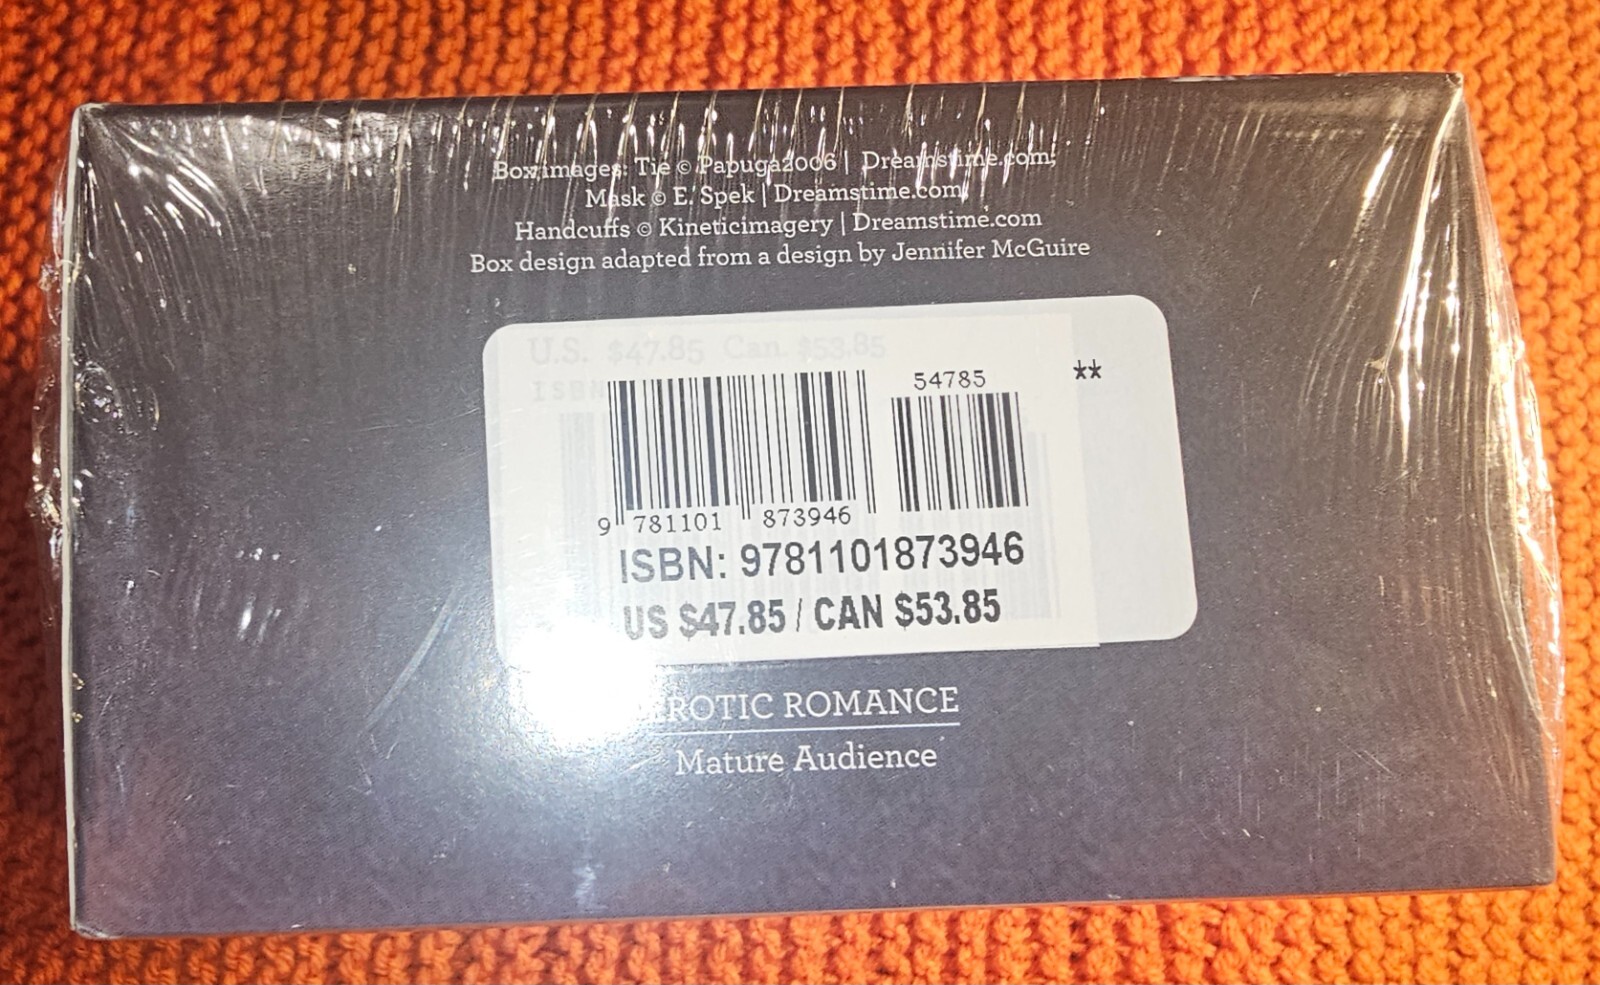 Box images: Tie © Papuga2006 | Dreamstime.com;
Mask © E. Spek | Dreamstime.com;
Handcuffs © Kineticimagery | Dreamstime.com
Box design adapted from a design by Jennifer McGuire
U.S. $47.85 Can. $53.85
ISBN
54785
**
9 781101 873946
ISBN: 9781101873946
US $47.85 / CAN $53.85
EROTIC ROMANCE
Mature Audience